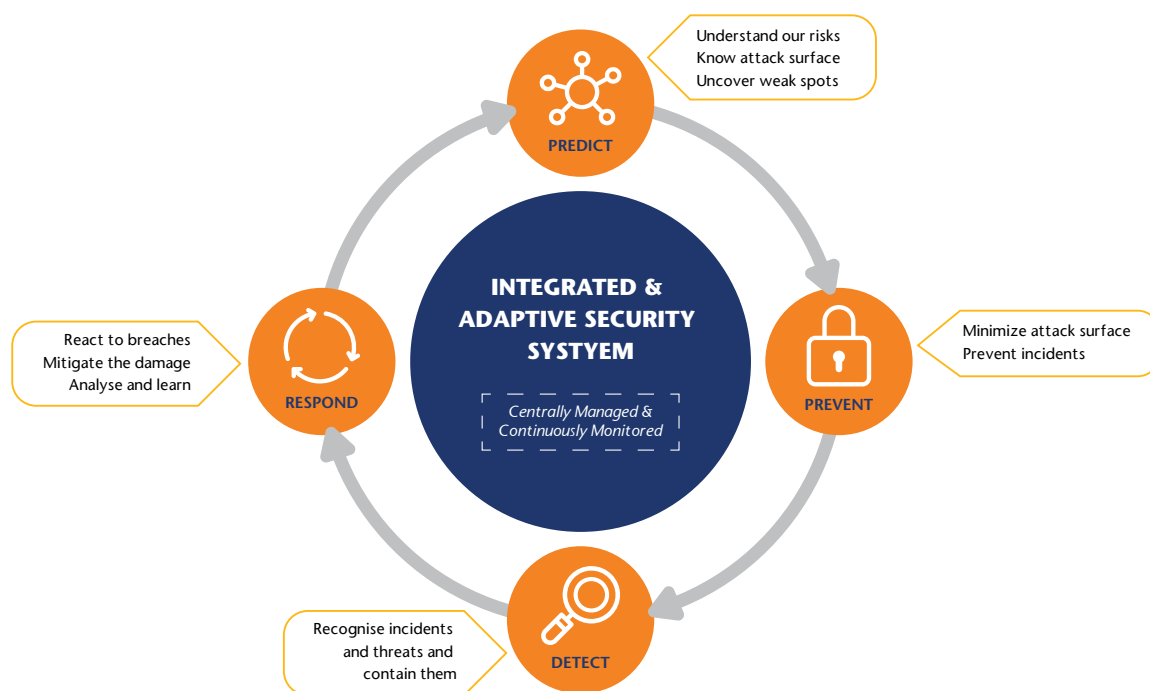 Understand our risks
Know attack surface
Uncover weak spots
PREDICT
INTEGRATED &
ADAPTIVE SECURITY
SYSTYEM
Centrally Managed &
Continuously Monitored
Minimize attack surface
Prevent incidents
PREVENT
React to breaches
Mitigate the damage
Analyse and learn
RESPOND
Recognise incidents
and threats and
contain them
DETECT